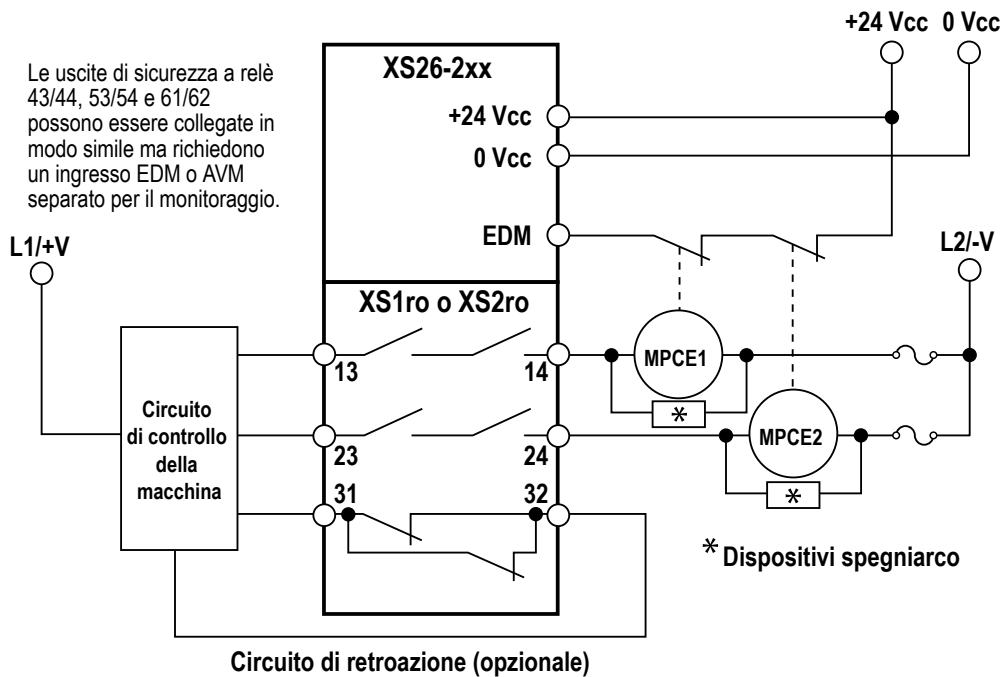 +24 Vcc 0 Vcc
Le uscite di sicurezza a relè
43/44, 53/54 e 61/62
possono essere collegate in
modo simile ma richiedono
un ingresso EDM o AVM
separato per il monitoraggio.
XS26-2xx
+24 Vcc
0 Vcc
EDM
L1/+V
L2/-V
XS1ro o XS2ro
13
14
MPCE1
*
Circuito
di controllo
della
macchina
23
24
MPCE2
*
31
32
* Dispositivi spegniarco
Circuito di retroazione (opzionale)